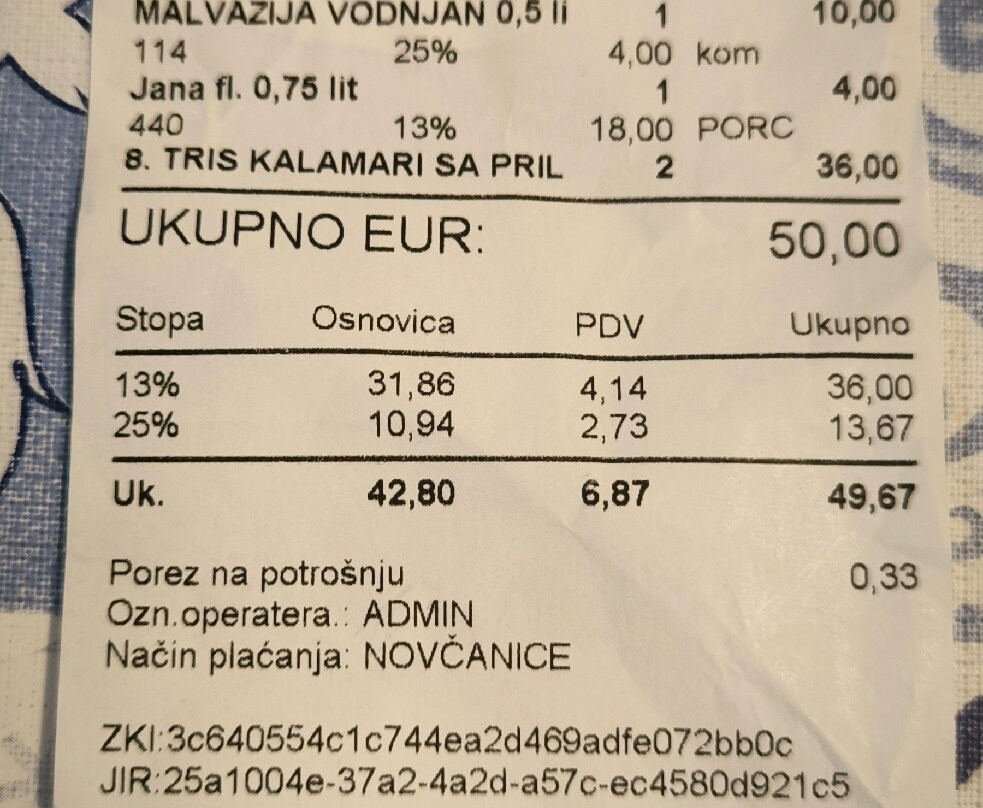 MALVAZIJA VODNJAN 0,5 li 1 10,00
114 25% 4,00 kom
Jana fl. 0,75 lit 1 4,00
440 13% 18,00 PORC
8. TRIS KALAMARI SA PRIL 2 36,00
UKUPNO EUR: 50,00
Stopa Osnovica PDV Ukupno
13% 31,86 4,14 36,00
25% 10,94 2,73 13,67
Uk. 42,80 6,87 49,67
Porez na potrošnju 0,33
Ozn.operatera.: ADMIN
Način plaćanja: NOVČANICE
ZKI:3c640554c1c744ea2d469adfe072bb0c
JIR:25a1004e-37a2-4a2d-a57c-ec4580d921c5